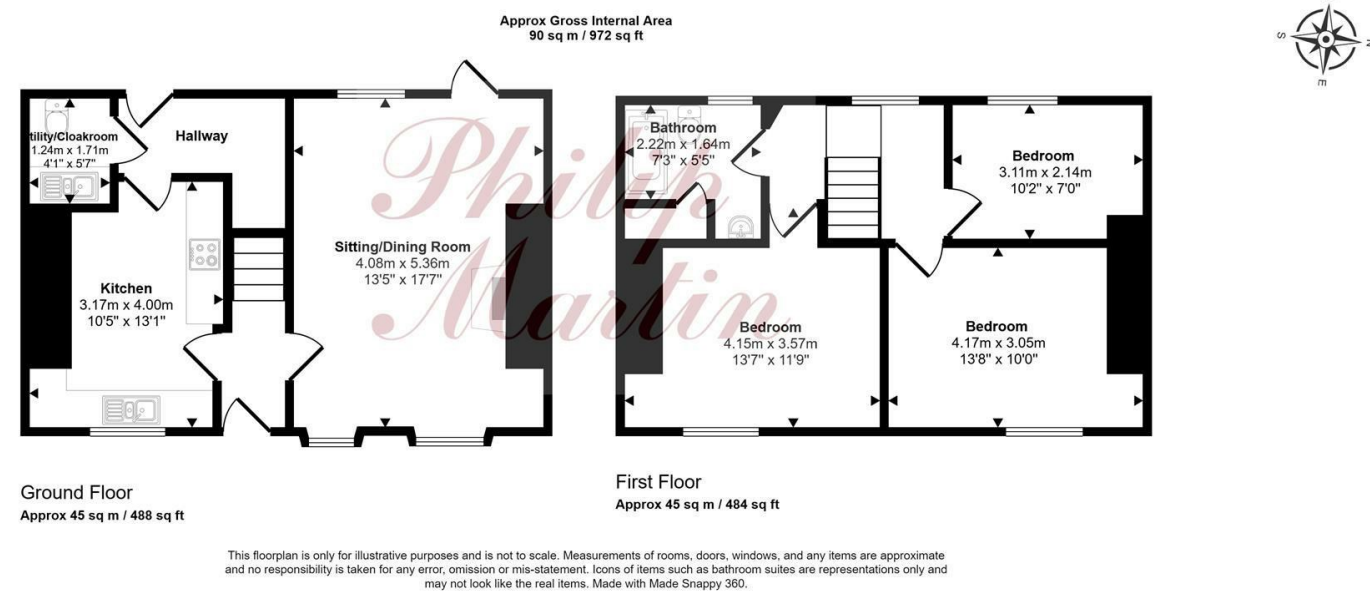 Approx Gross Internal Area
90 sq m / 972 sq ft
S
N
E
tility/Cloakroom
1.24m x 1.71m
4'1" x 5'7"
Hallway
Kitchen
3.17m x 4.00m
10'5" x 13'1"
Sitting/Dining Room
4.08m x 5.36m
13'5" x 17'7"
Philip
Martin
Bathroom
2.22m x 1.64m
7'3" x 5'5"
Bedroom
3.11m x 2.14m
10'2" x 7'0"
Bedroom
4.15m x 3.57m
13'7" x 11'9"
Bedroom
4.17m x 3.05m
13'8" x 10'0"
Ground Floor
Approx 45 sq m / 488 sq ft
First Floor
Approx 45 sq m / 484 sq ft
This floorplan is only for illustrative purposes and is not to scale. Measurements of rooms, doors, windows, and any items are approximate
and no responsibility is taken for any error, omission or mis-statement. Icons of items such as bathroom suites are representations only and
may not look like the real items. Made with Made Snappy 360.